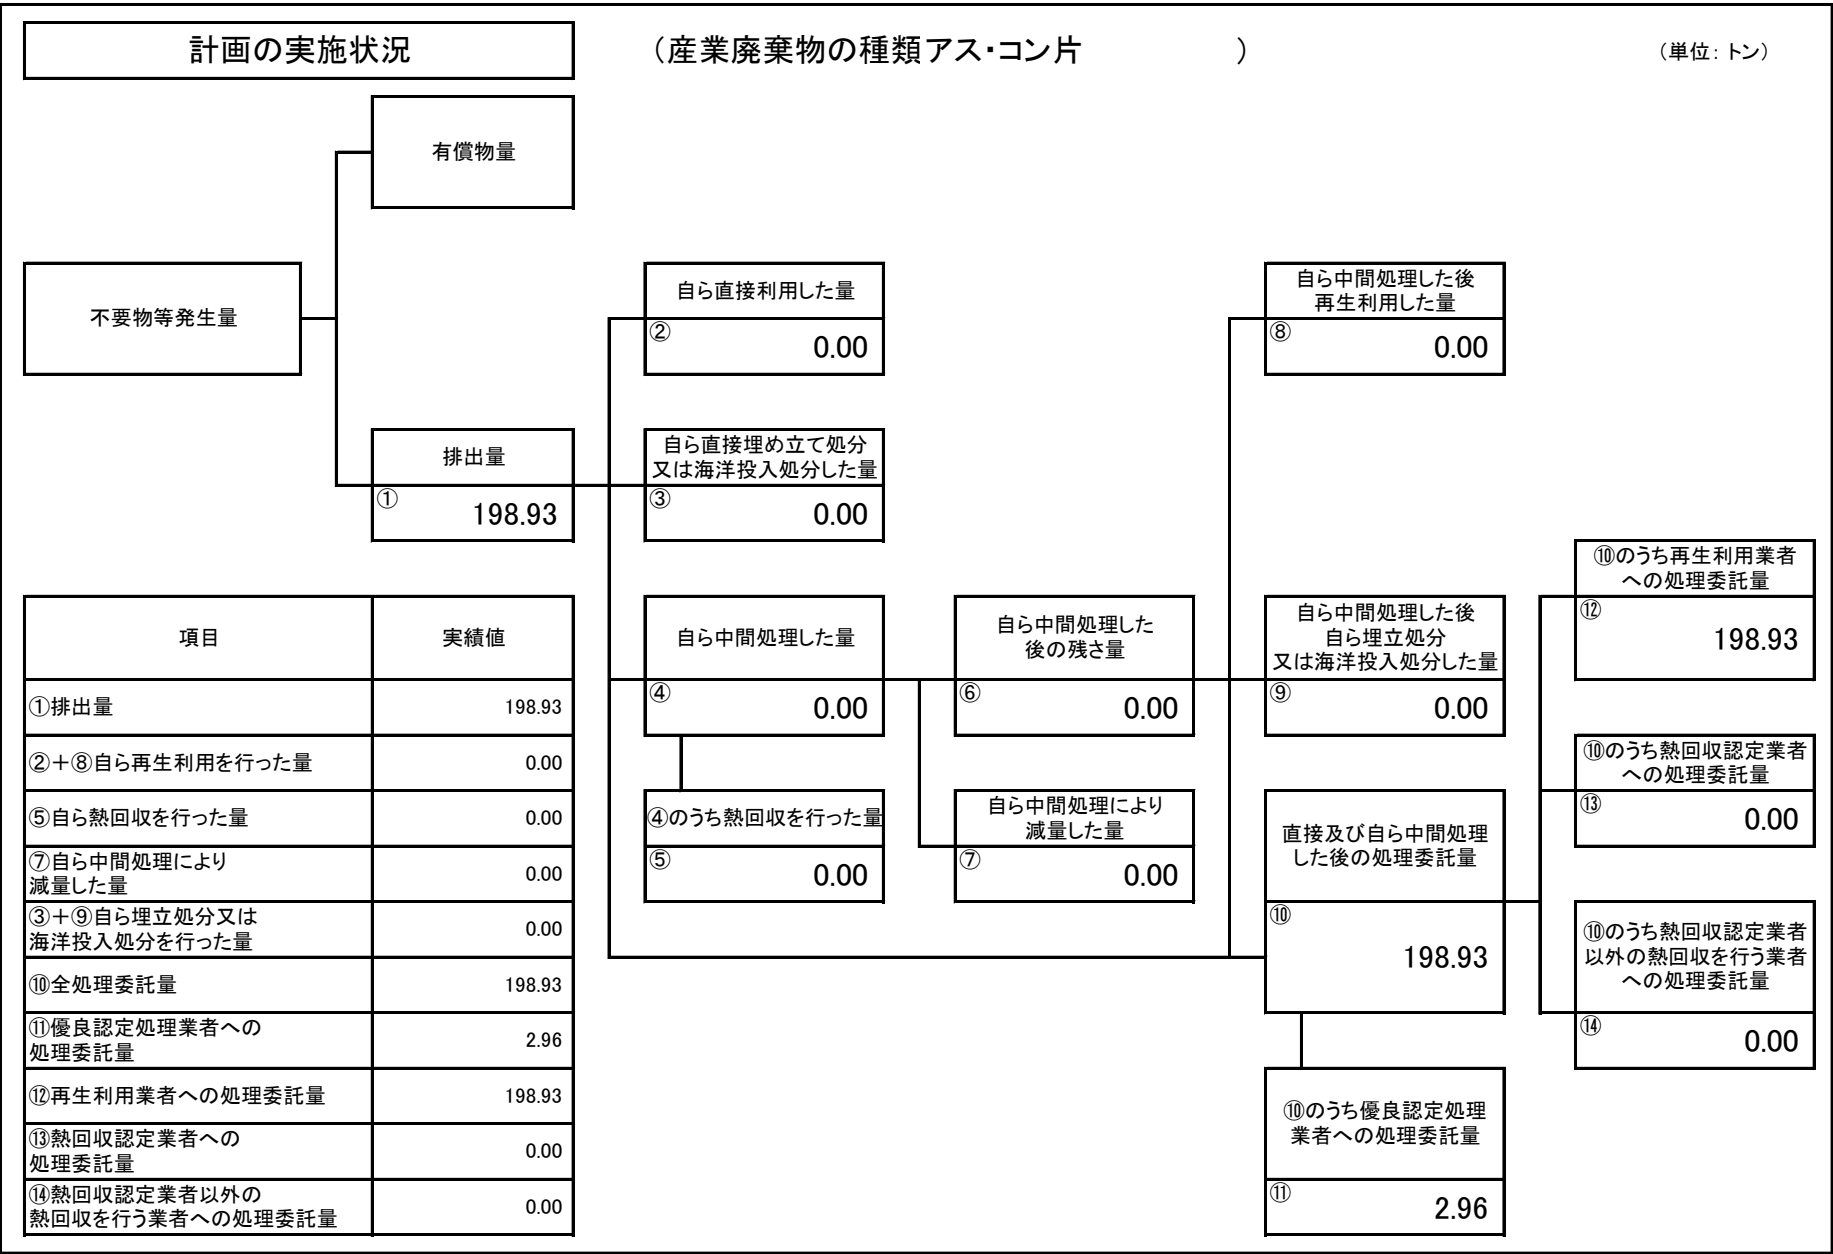 計画の実施状況
（産業廃棄物の種類アス・コン片　　　　）
（単位：トン）
有償物量
不要物等発生量
自ら直接利用した量
②
0.00
自ら中間処理した後
再生利用した量
⑧
0.00
排出量
①
198.93
自ら直接埋め立て処分
又は海洋投入処分した量
③
0.00
⑩のうち再生利用業者
への処理委託量
⑫
198.93
自ら中間処理した量
④
0.00
自ら中間処理した
後の残さ量
⑥
0.00
自ら中間処理した後
自ら埋立処分
又は海洋投入処分した量
⑨
0.00
⑩のうち熱回収認定業者
への処理委託量
⑬
0.00
④のうち熱回収を行った量
⑤
0.00
自ら中間処理により
減量した量
⑦
0.00
直接及び自ら中間処理
した後の処理委託量
⑩
198.93
⑩のうち熱回収認定業者
以外の熱回収を行う業者
への処理委託量
⑭
0.00
⑩のうち優良認定処理
業者への処理委託量
⑪
2.96
項目 実績値
①排出量 198.93
②＋⑧自ら再生利用を行った量 0.00
⑤自ら熱回収を行った量 0.00
⑦自ら中間処理により
減量した量 0.00
③＋⑨自ら埋立処分又は
海洋投入処分を行った量 0.00
⑩全処理委託量 198.93
⑪優良認定処理業者への
処理委託量 2.96
⑫再生利用業者への処理委託量 198.93
⑬熱回収認定業者への
処理委託量 0.00
⑭熱回収認定業者以外の
熱回収を行う業者への処理委託量 0.00